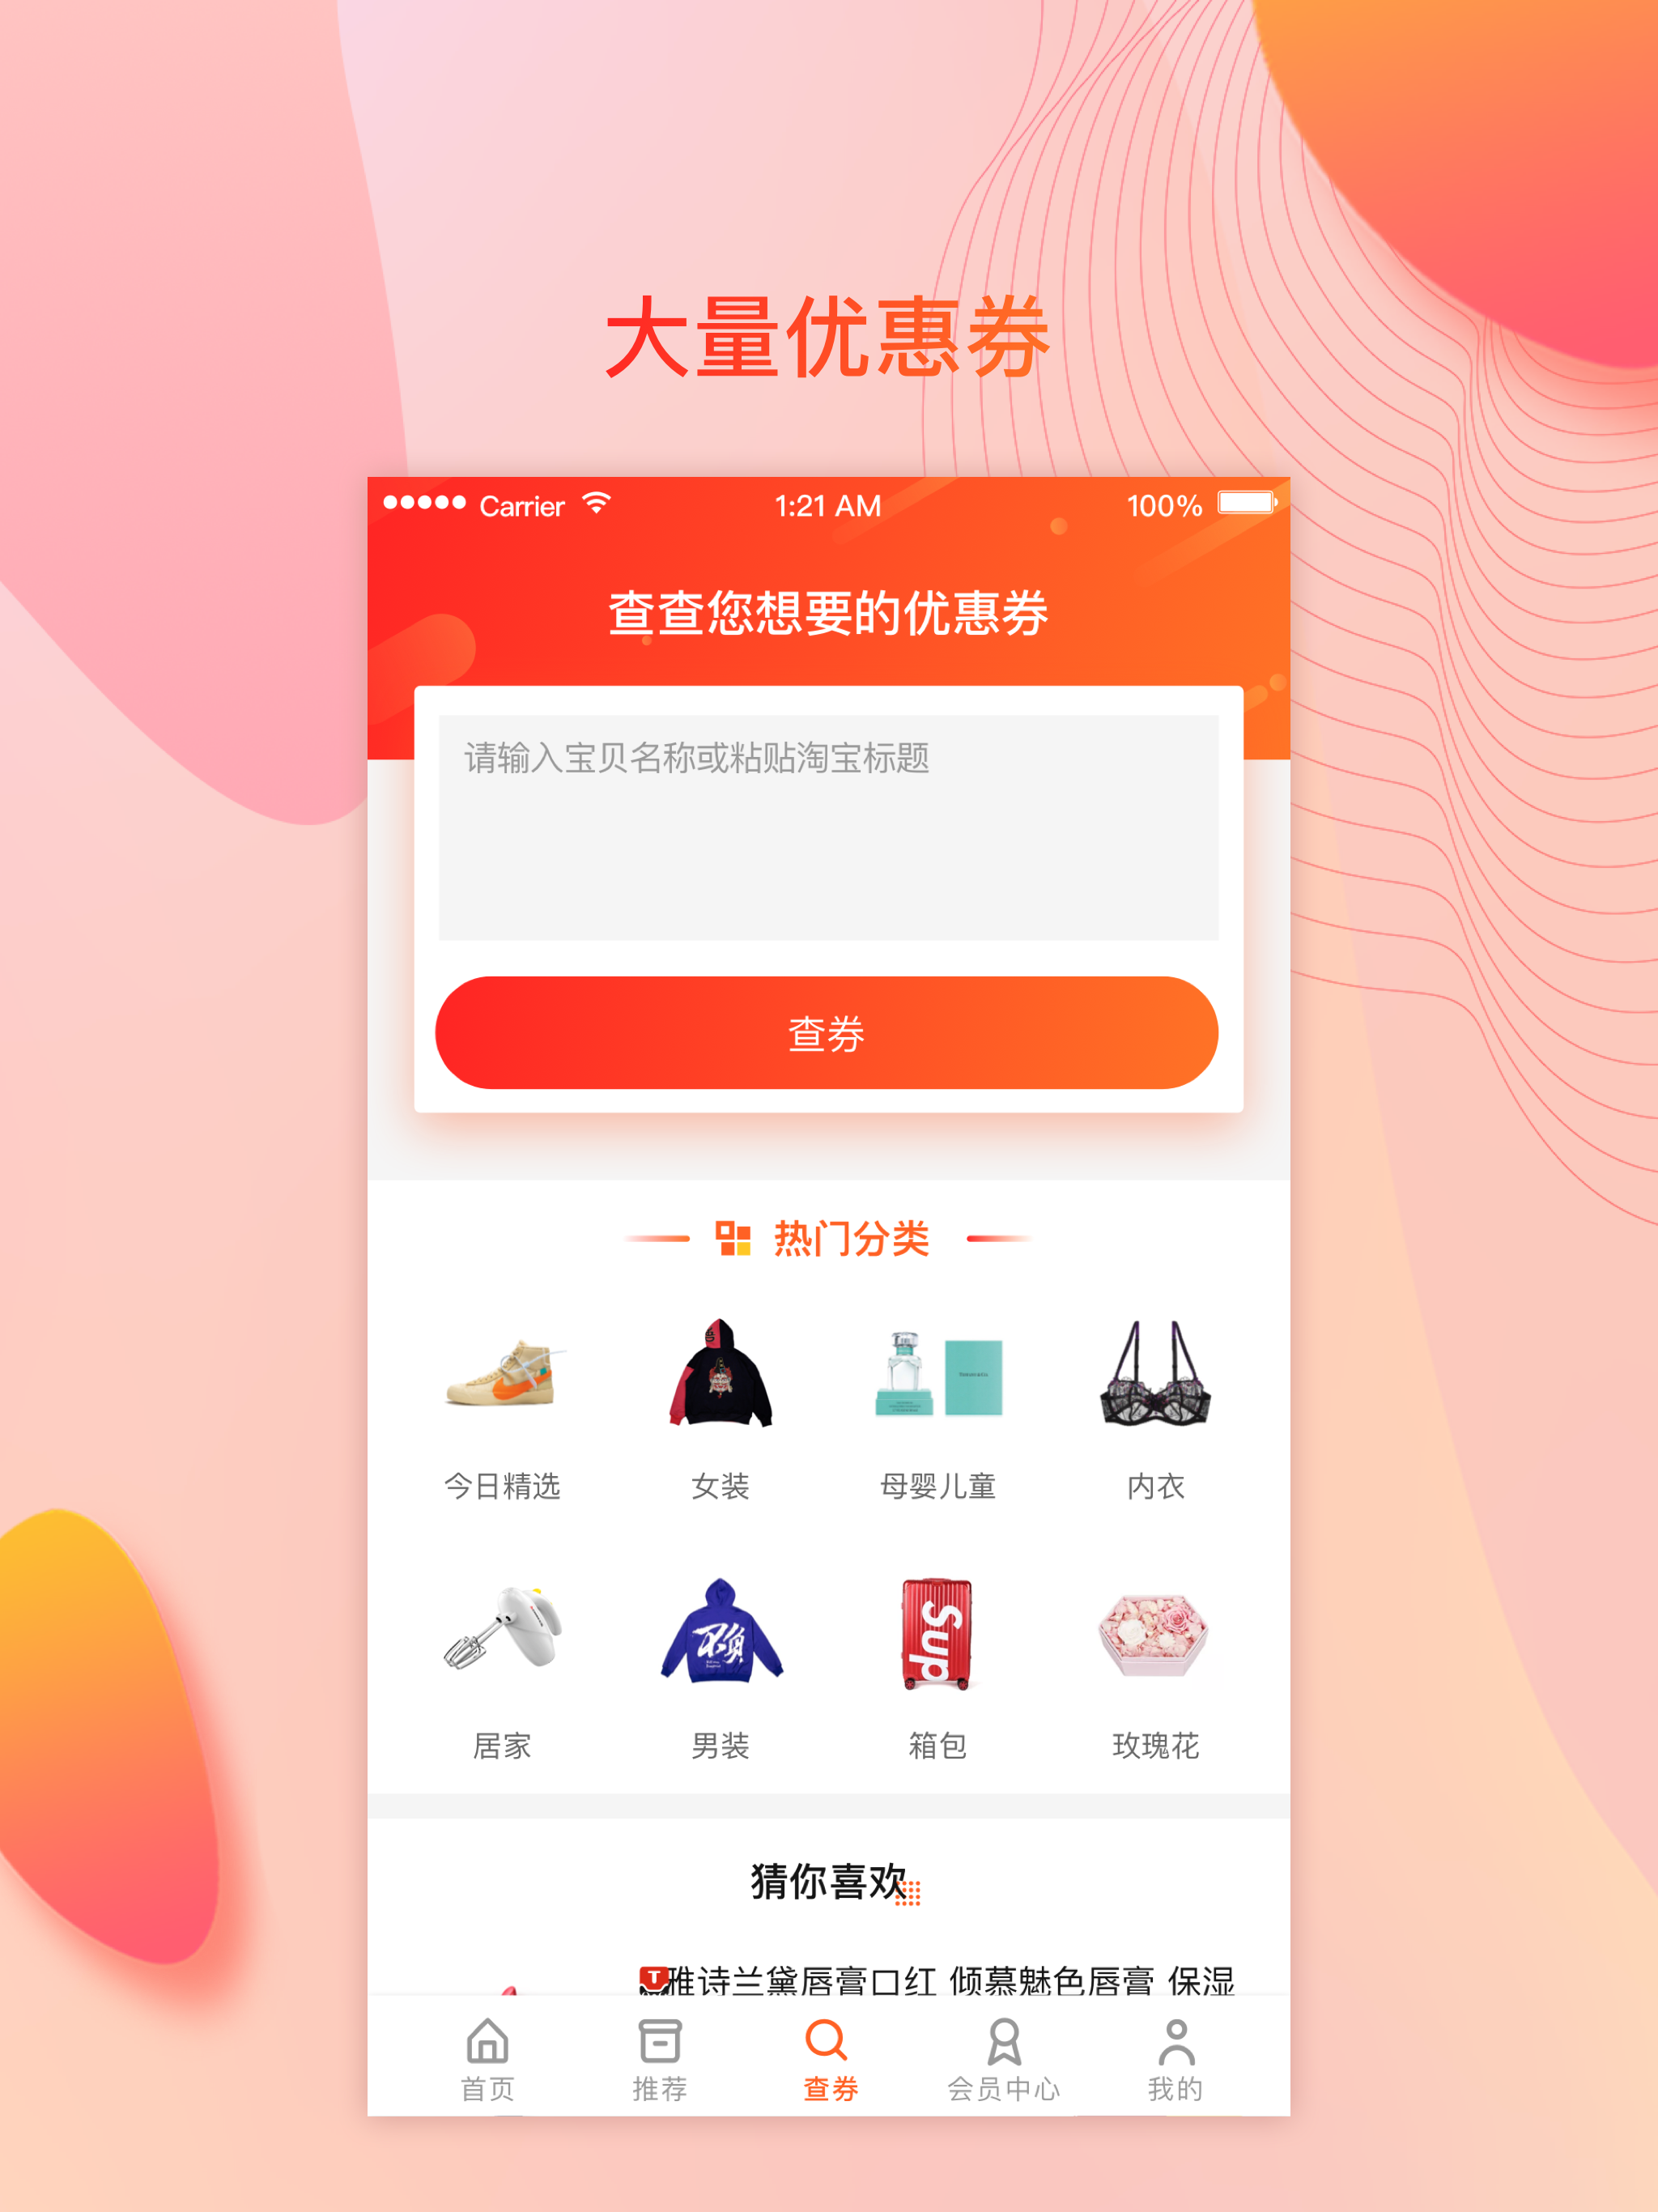 大量优惠券
Carrier 1:21 AM 100%
查查您想要的优惠券
请输入宝贝名称或粘贴淘宝标题
查券
热门分类
今日精选 女装 母婴儿童 内衣
Sup
居家 男装 箱包 玫瑰花
猜你喜欢
雅诗兰黛唇膏口红 倾慕魅色唇膏 保湿
首页 推荐 查券 会员中心 我的